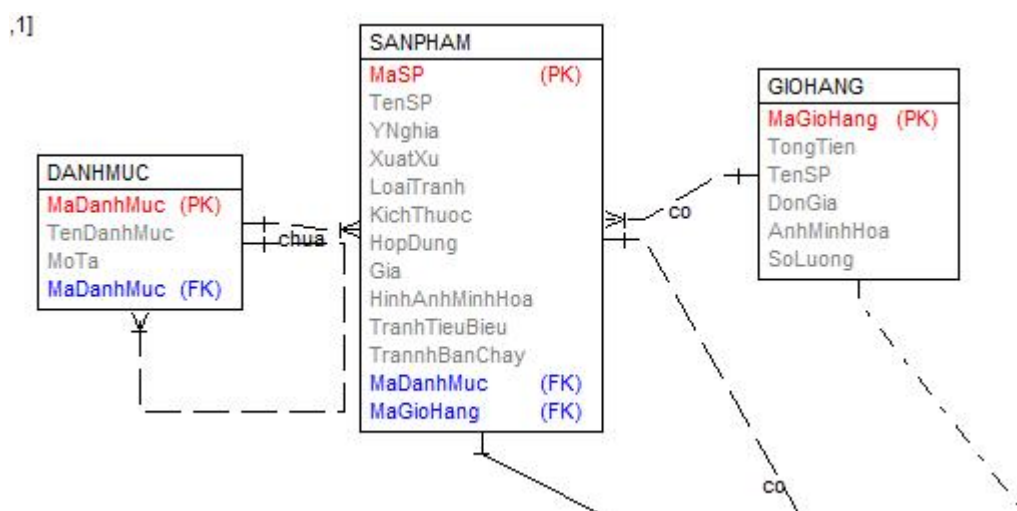 ,1]
SANPHAM
MaSP (PK)
TenSP
YNghia
XuatXu
LoaiTranh
KichThuoc
HopDung
Gia
HinhAnhMinhHoa
TranhTieuBieu
TrannhBanChay
MaDanhMuc (FK)
MaGioHang (FK)
GIOHANG
MaGioHang (PK)
TongTien
TenSP
DonGia
AnhMinhHoa
SoLuong
DANHMUC
MaDanhMuc (PK)
TenDanhMuc
MoTa
MaDanhMuc (FK)
chua
co
co